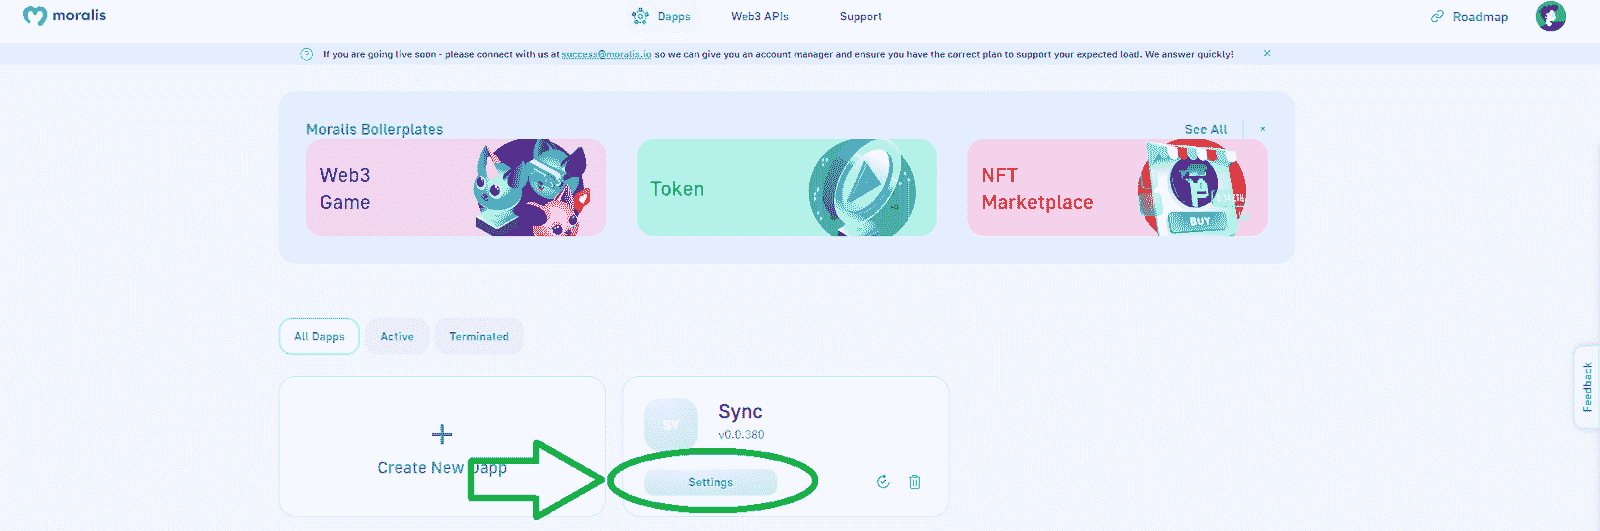 moralis
Dapps
Web3 APIs
Support
Roadmap
If you are going live soon - please connect with us at success@moralis.io so we can give you an account manager and ensure you have the correct plan to support your expected load. We answer quickly!
Moralis Boilerplates
See All
Web3
Game
Token
NFT
Marketplace
BUY
All Dapps
Active
Terminated
Feedback
Create New Dapp
SY
Sync
v0.0.380
Settings